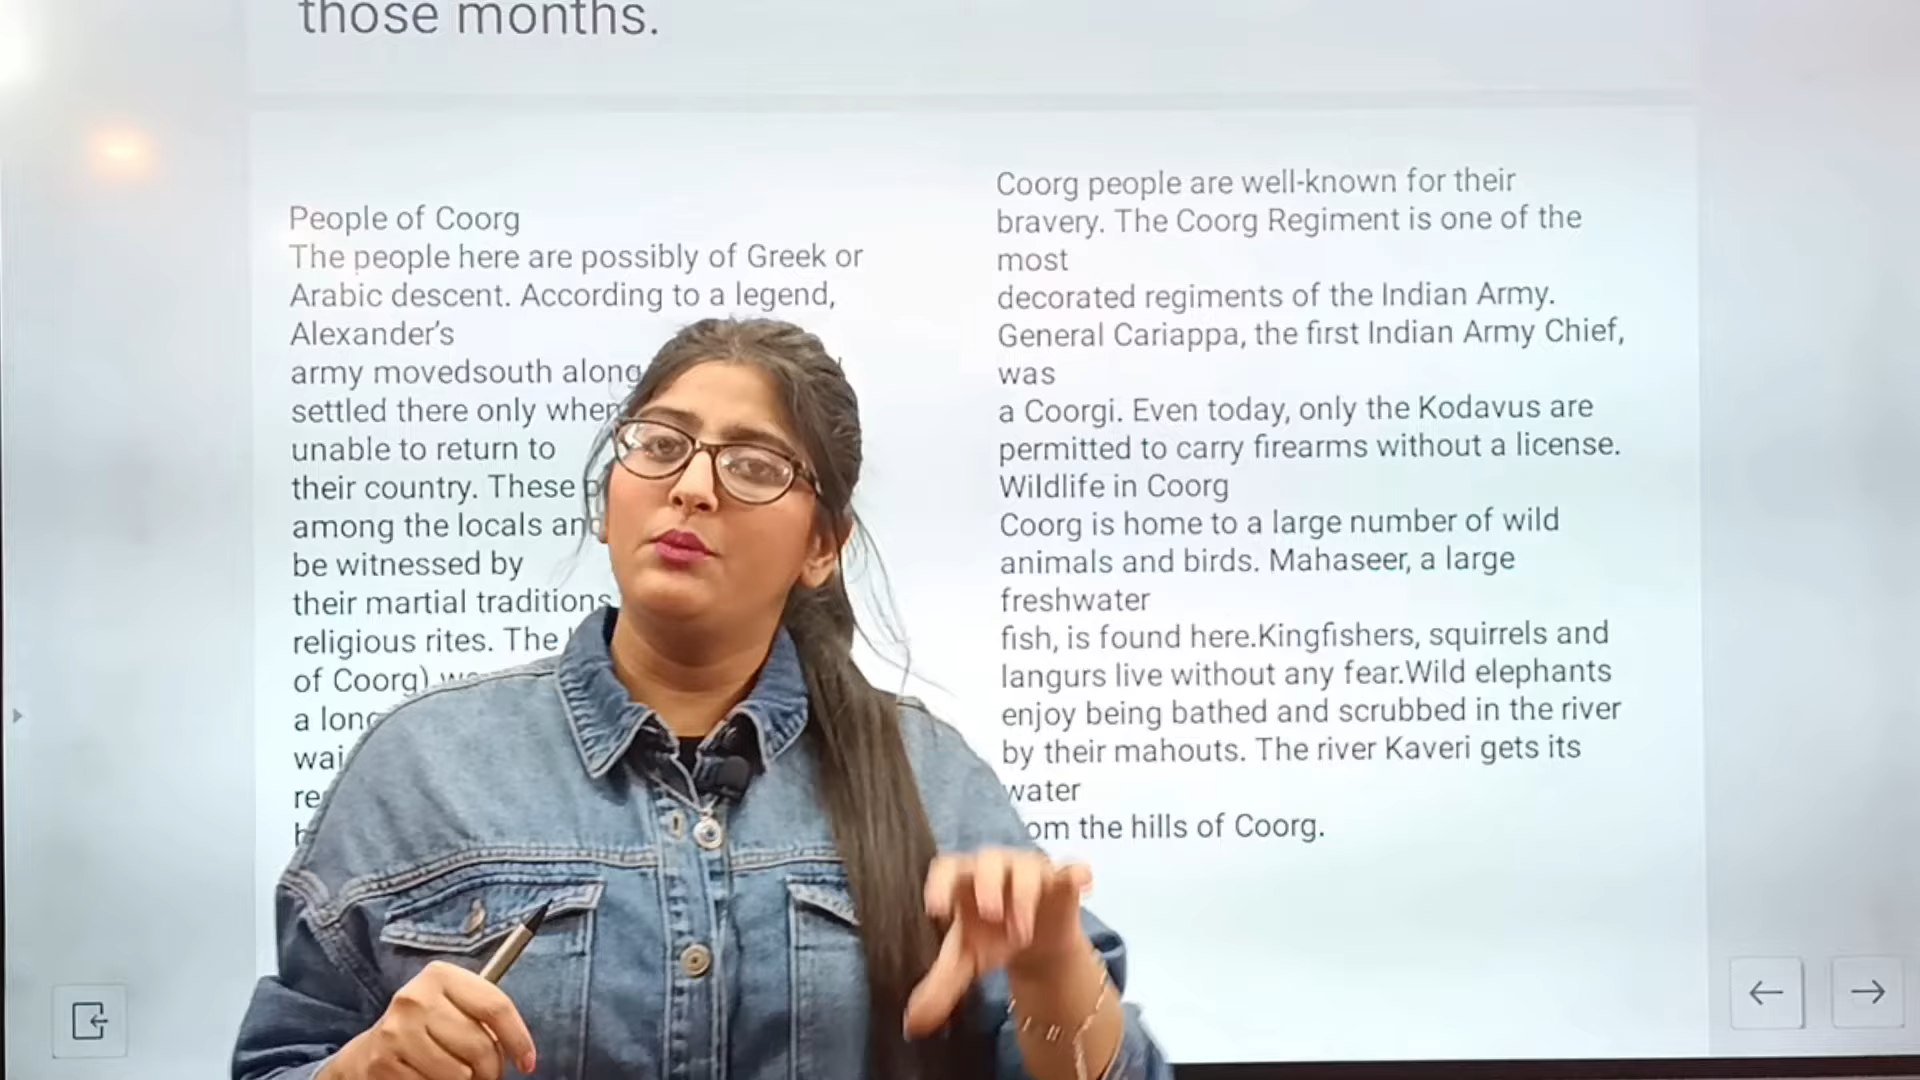 those months.
People of Coorg
The people here are possibly of Greek or
Arabic descent. According to a legend,
Alexander’s
army movedsouth along
settled there only when
unable to return to
their country. These
among the locals and
be witnessed by
their martial traditions
religious rites. The
of Coorg)
a long
Coorg people are well-known for their
bravery. The Coorg Regiment is one of the
most
decorated regiments of the Indian Army.
General Cariappa, the first Indian Army Chief,
was
a Coorgi. Even today, only the Kodavus are
permitted to carry firearms without a license.
Wildlife in Coorg
Coorg is home to a large number of wild
animals and birds. Mahaseer, a large
freshwater
fish, is found here.Kingfishers, squirrels and
langurs live without any fear.Wild elephants
enjoy being bathed and scrubbed in the river
by their mahouts. The river Kaveri gets its
water
the hills of Coorg.